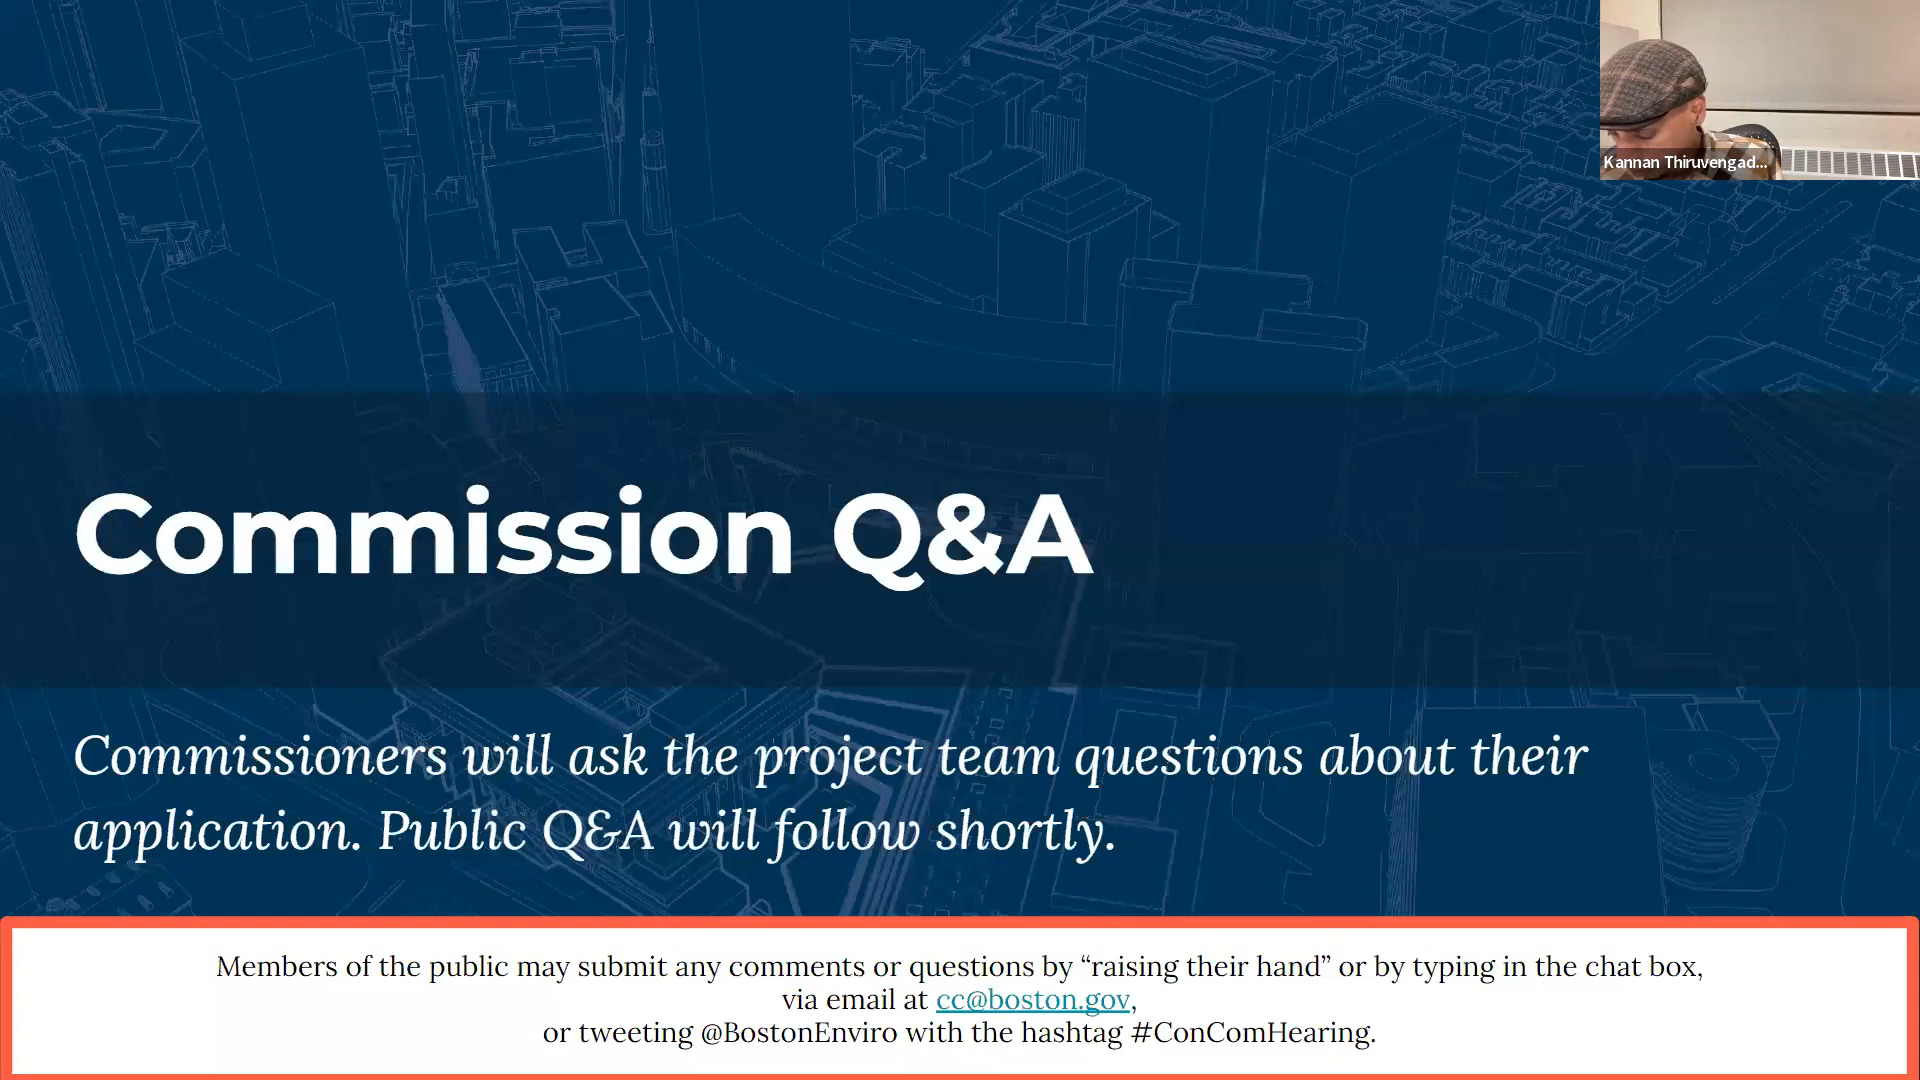 Kannan Thiruvengad...
Commission Q&A
Commissioners will ask the project team questions about their
application. Public Q&A will follow shortly.
Members of the public may submit any comments or questions by “raising their hand” or by typing in the chat box,
via email at cc@boston.gov,
or tweeting @BostonEnviro with the hashtag #ConComHearing.